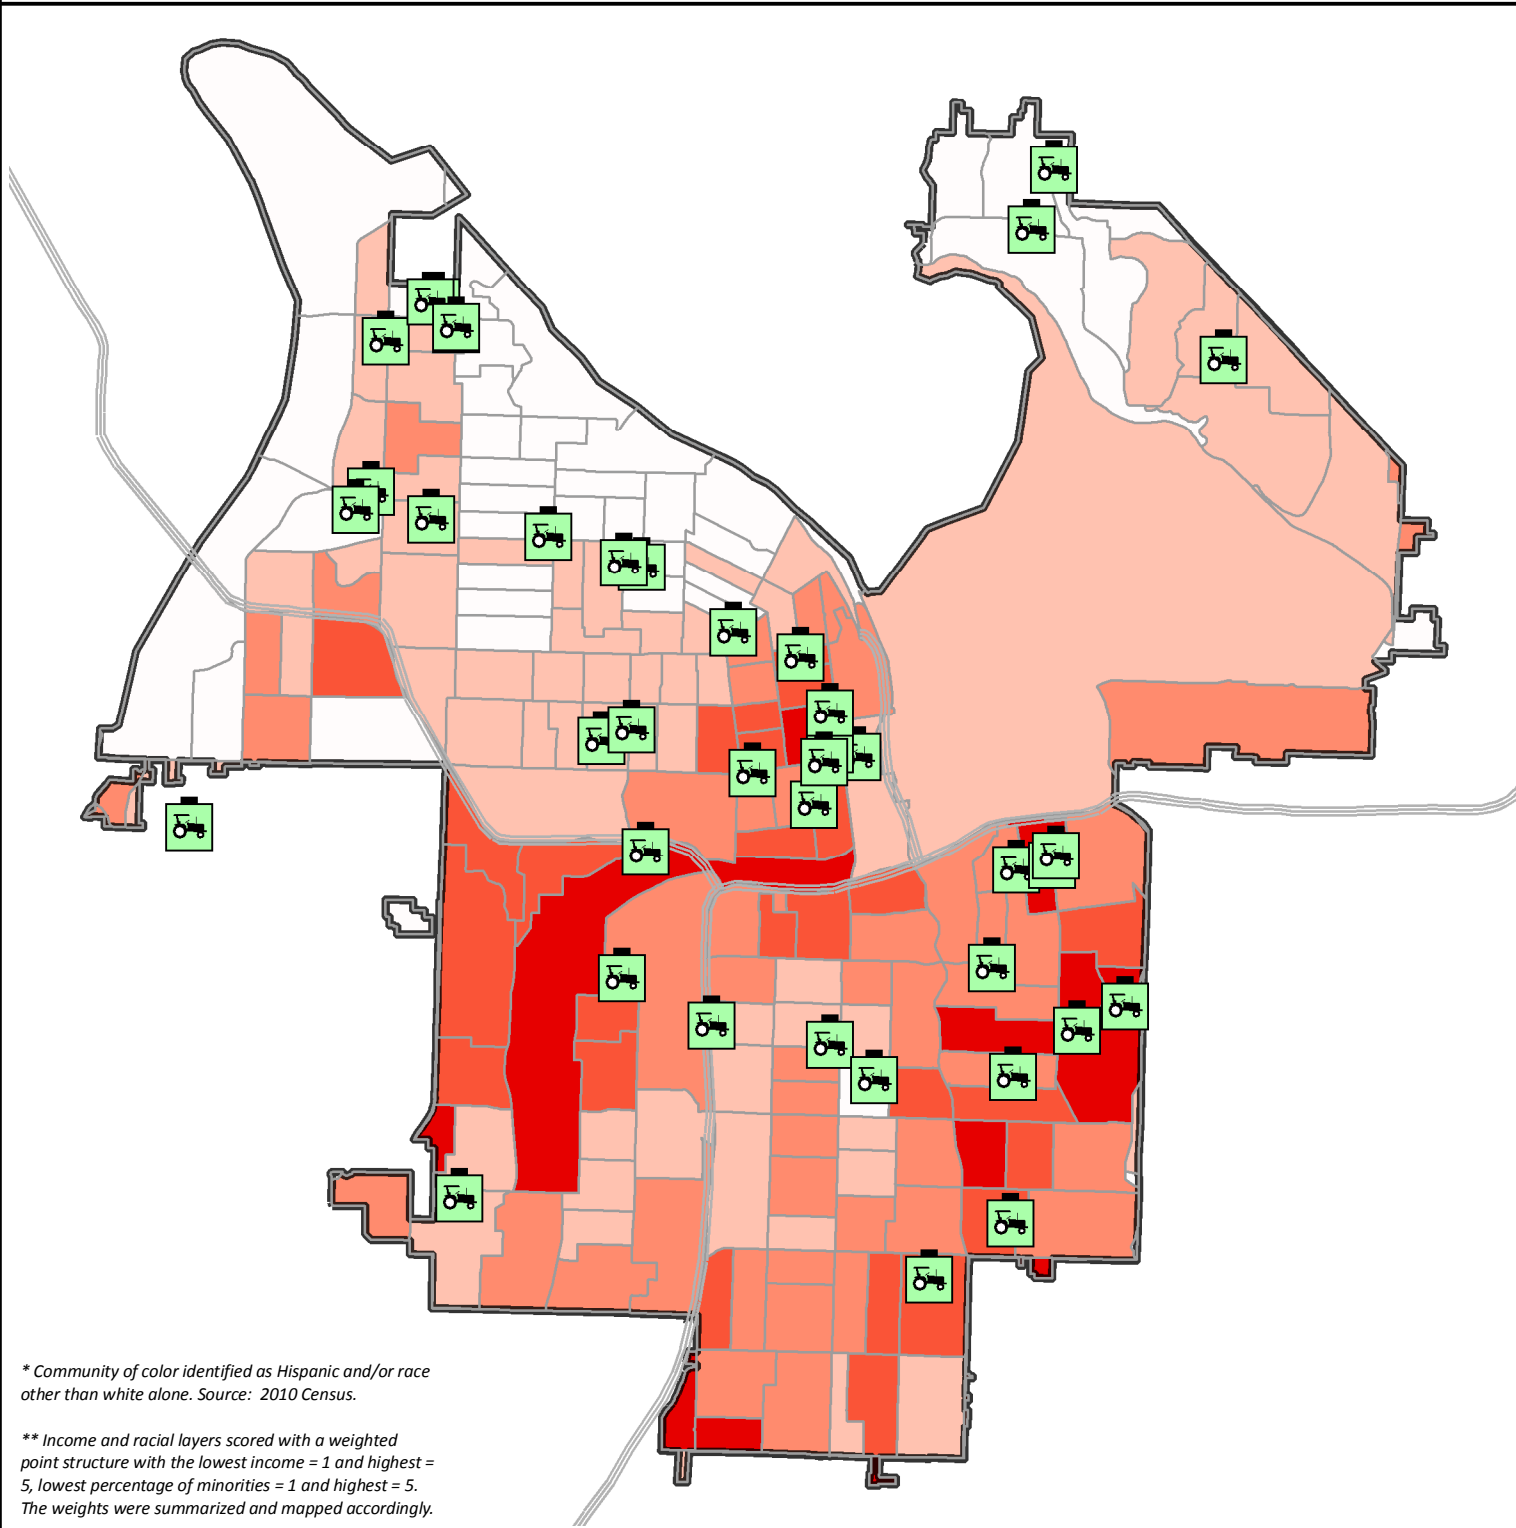 * Community of color identified as Hispanic and/or race
other than white alone. Source: 2010 Census.
** Income and racial layers scored with a weighted
point structure with the lowest income = 1 and highest =
5, lowest percentage of minorities = 1 and highest = 5.
The weights were summarized and mapped accordingly.